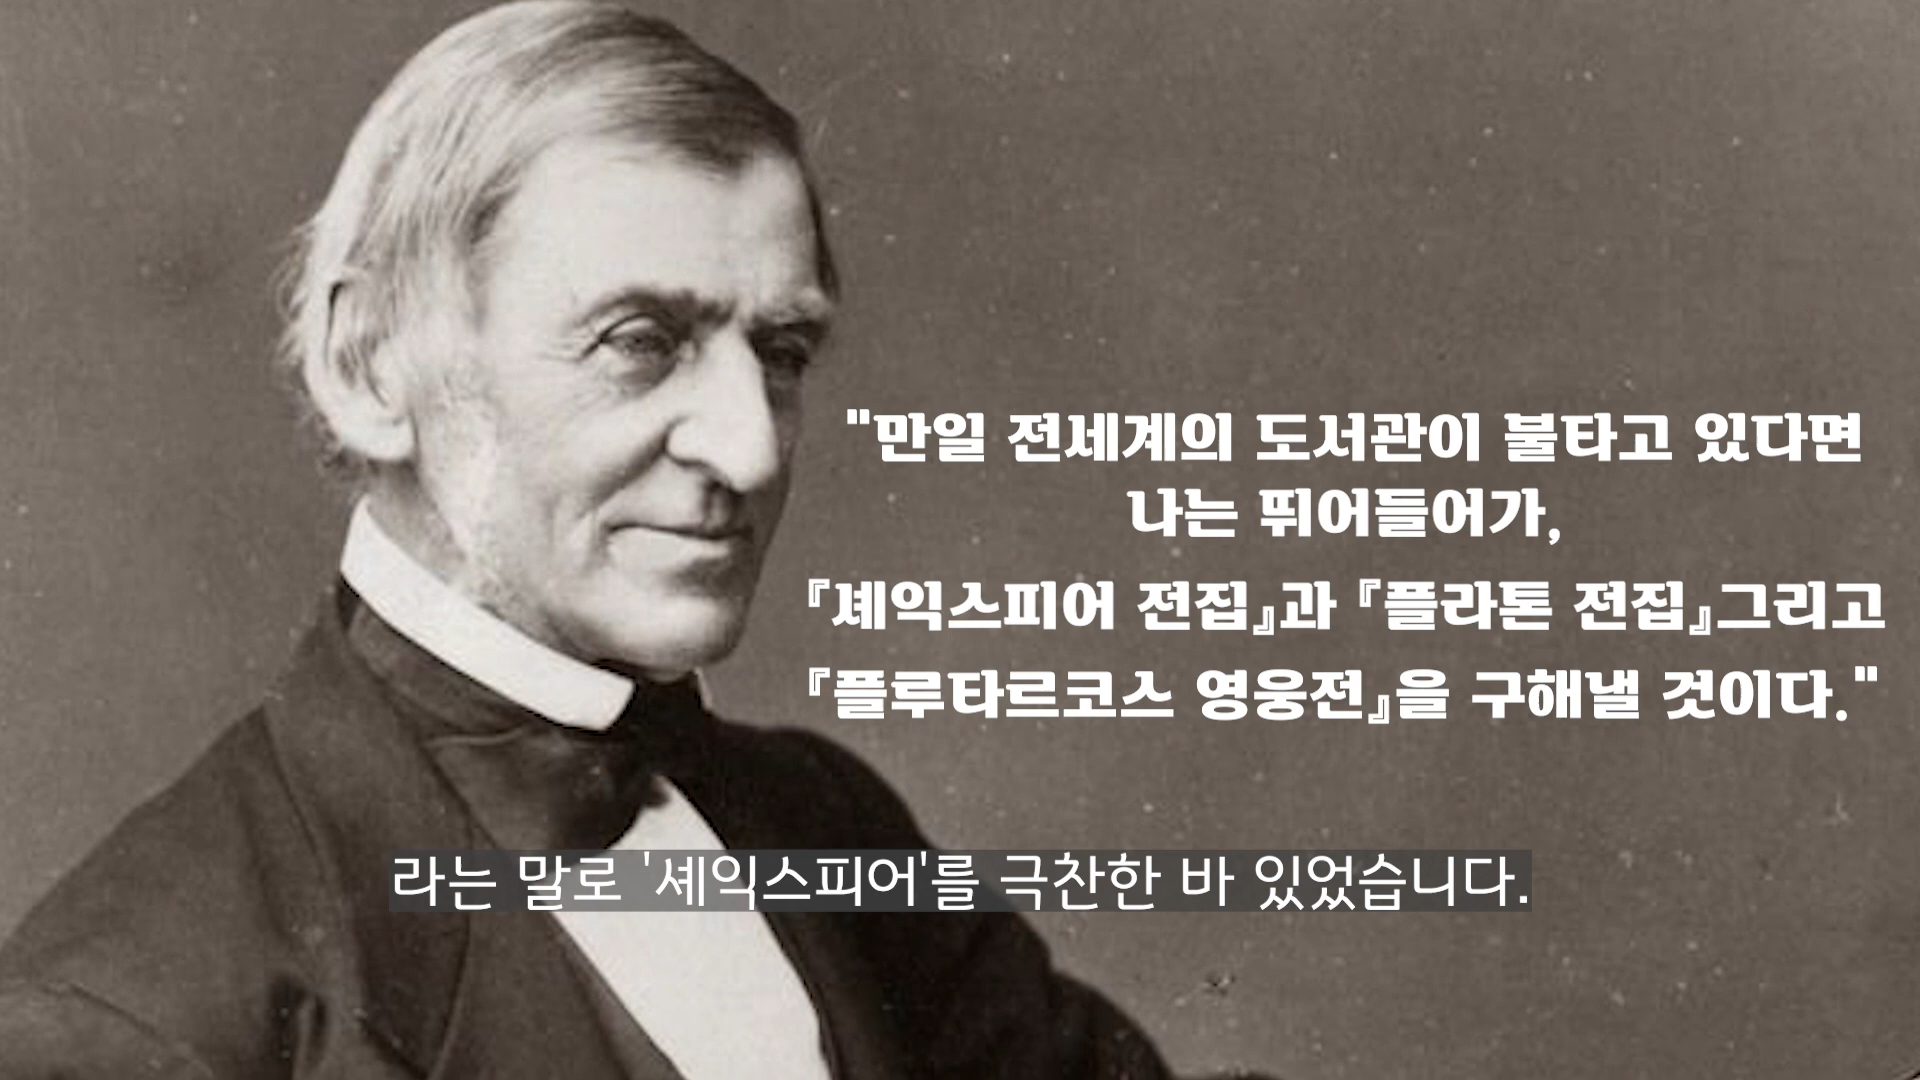 "만일 전세계의 도서관이 불타고 있다면
나는 뛰어들어가,
『셰익스피어 전집』과 『플라톤 전집』그리고
『플루타르코스 영웅전』을 구해낼 것이다."
라는 말로 '셰익스피어'를 극찬한 바 있었습니다.